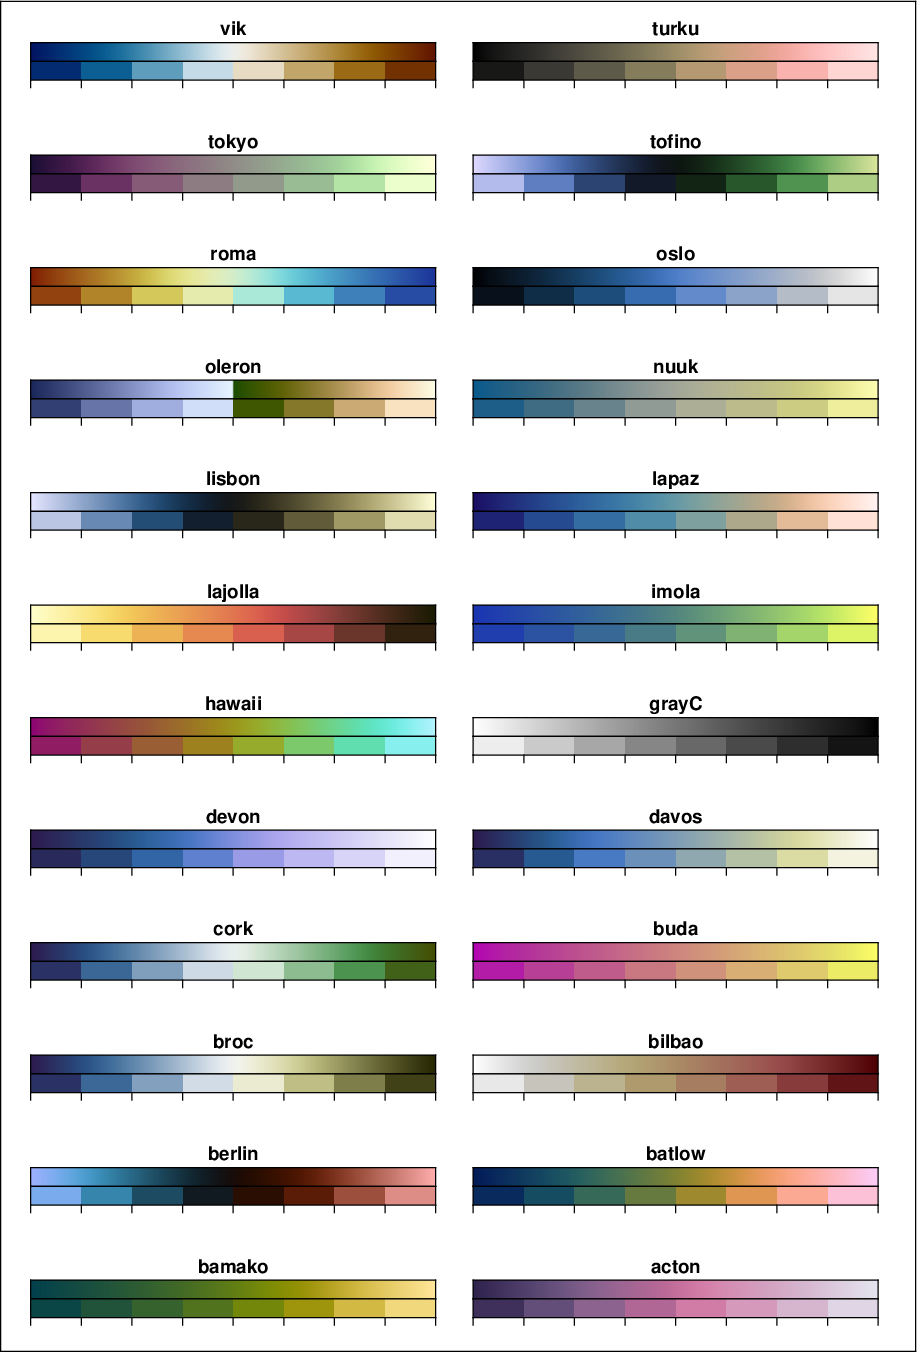 vik
turku
tokyo
tofino
roma
oslo
oleron
nuuk
lisbon
lapaz
lajolla
imola
hawaii
grayC
devon
davos
cork
buda
broc
bilbao
berlin
batlow
bamako
acton